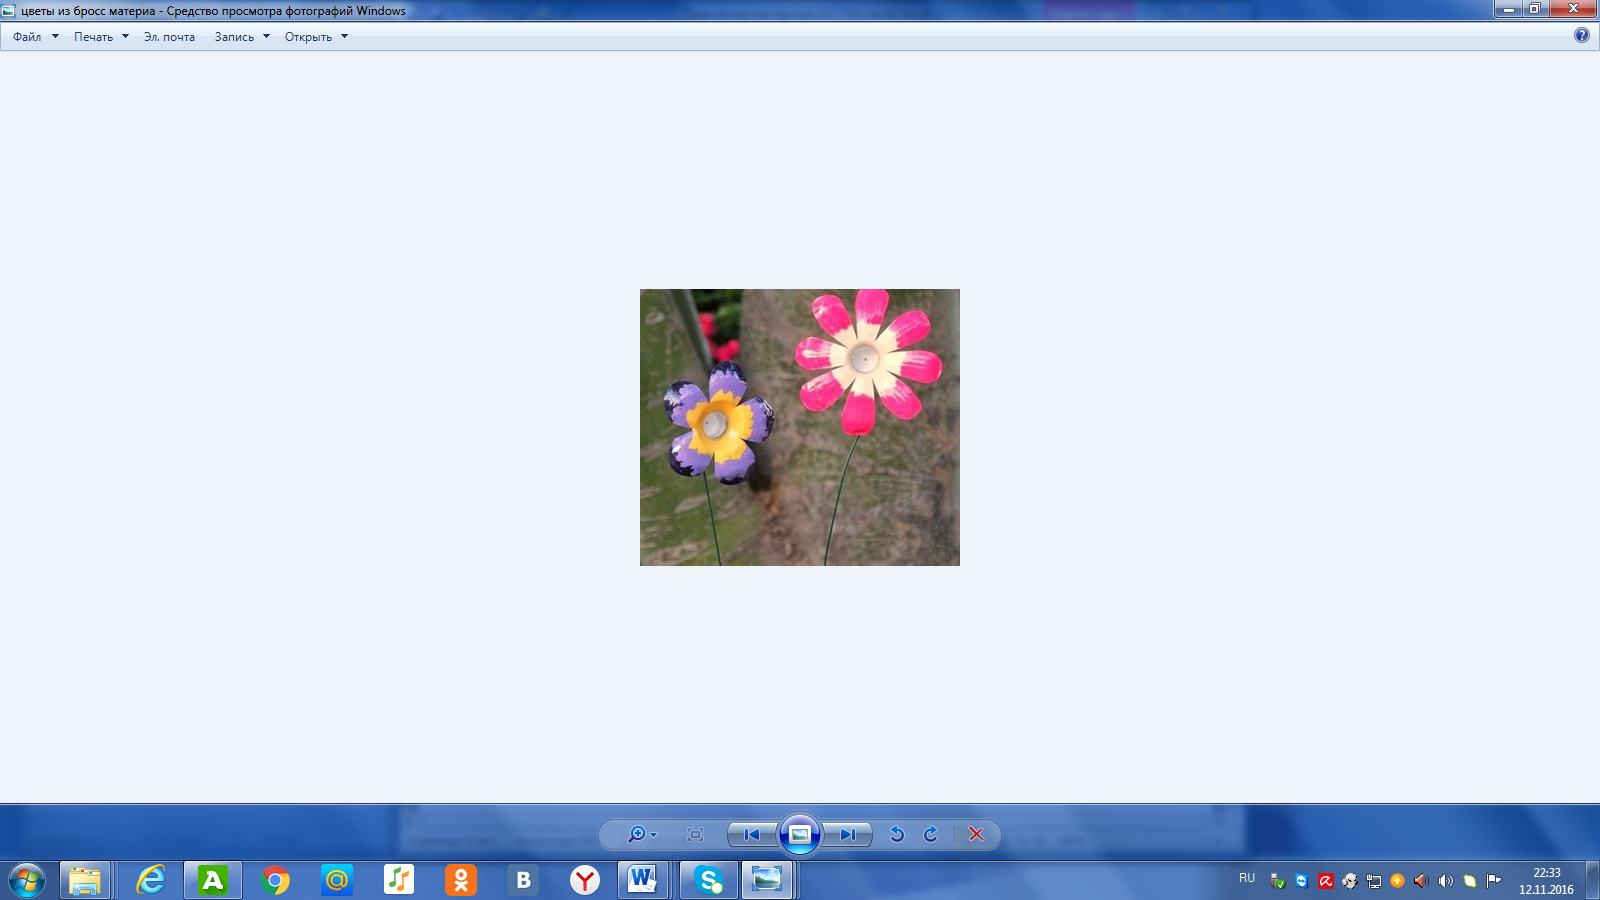 цветы из бросс материа - Средство просмотра фотографий Windows
Файл Печать Эл. почта Запись Открыть
RU
22:33
12.11.2016